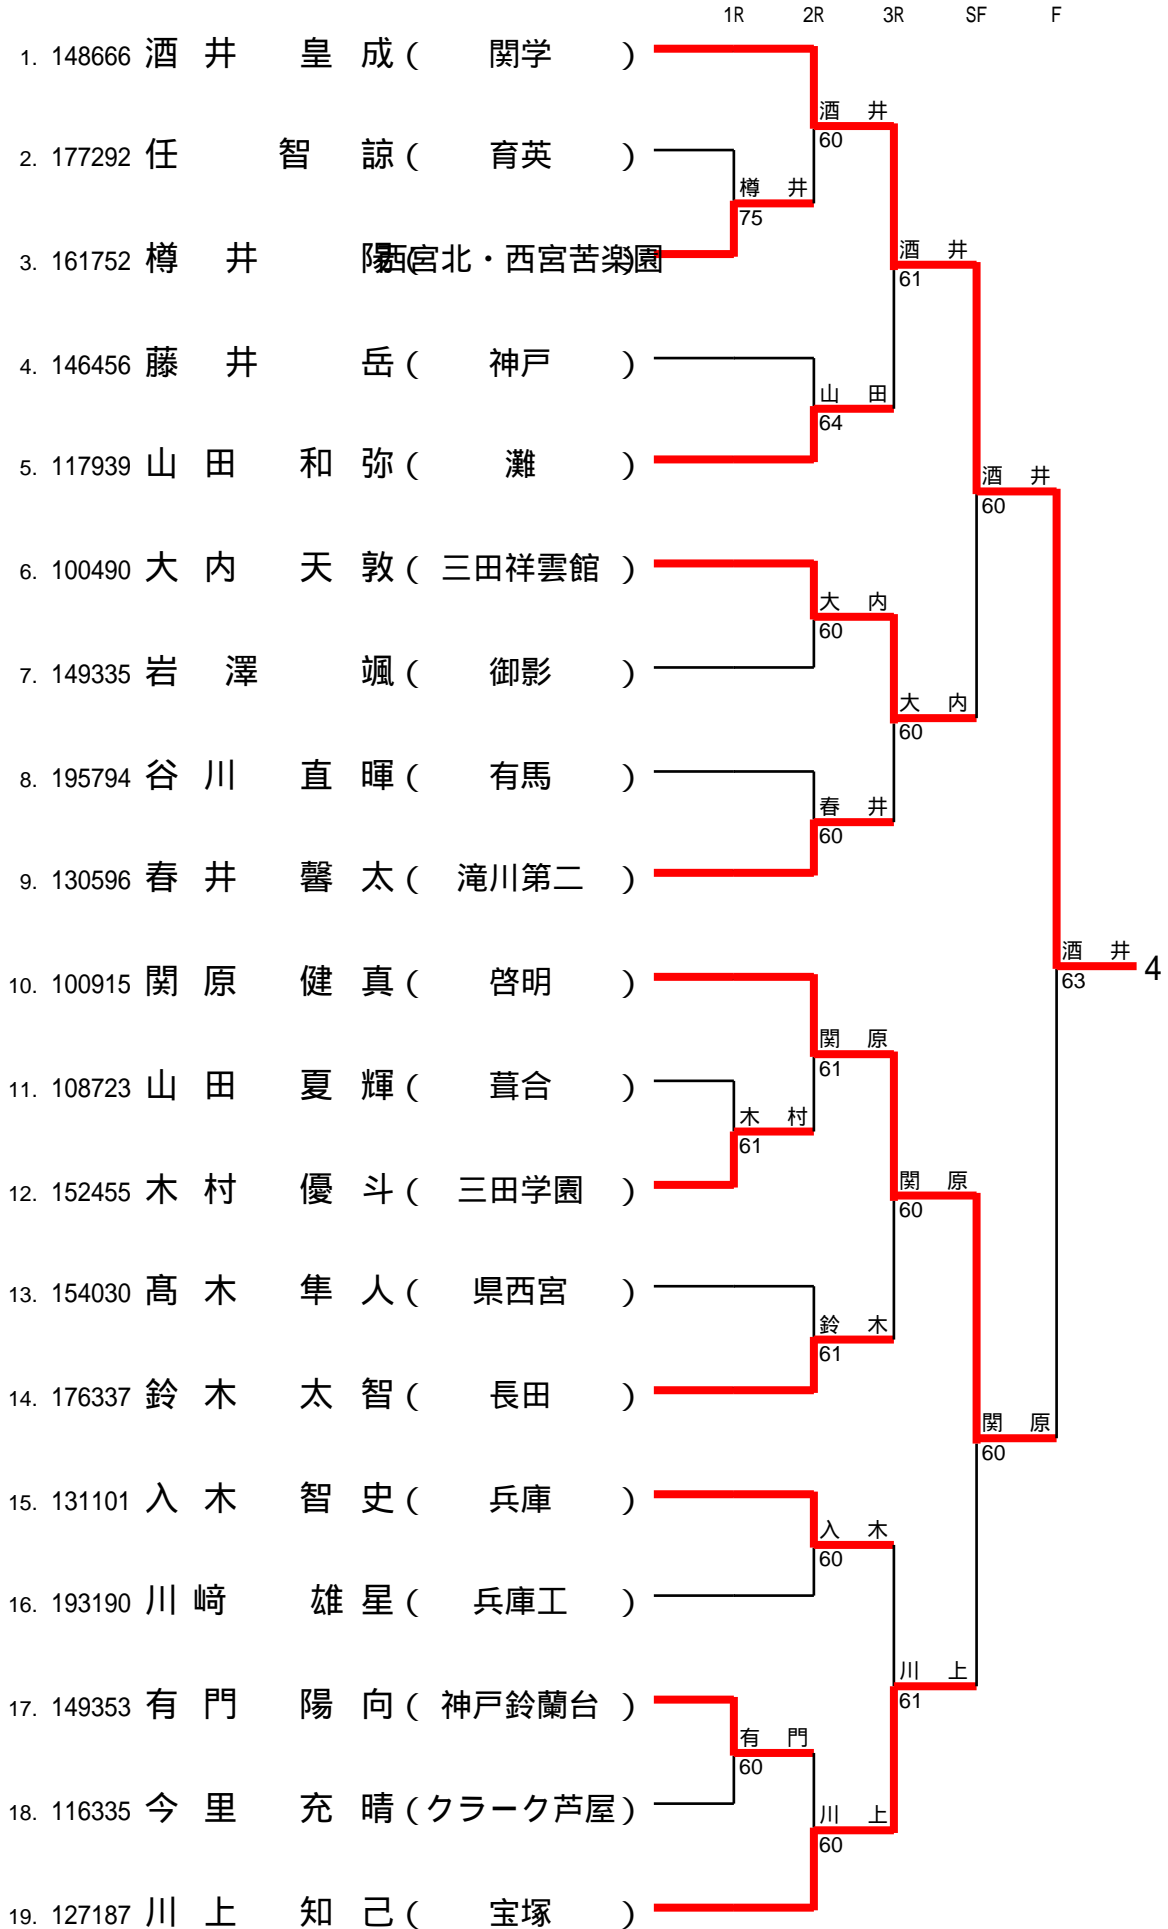 1R 2R 3R SF F
1. 148666 酒井 皇成 ( 関学 )
酒井
60
2. 177292 任 智諒 ( 育英 )
樽井
75
3. 161752 樽井 陽 ( 西宮北・西宮苦楽園 )
酒井
61
4. 146456 藤井 岳 ( 神戸 )
山田
64
5. 117939 山田 和弥 ( 灘 )
酒井
60
6. 100490 大内 天敦 ( 三田祥雲館 )
大内
60
7. 149335 岩澤 颯 ( 御影 )
大内
60
8. 195794 谷川 直暉 ( 有馬 )
春井
60
9. 130596 春井 馨太 ( 滝川第二 )
酒井 4
63
10. 100915 関原 健真 ( 啓明 )
関原
61
11. 108723 山田 夏輝 ( 葺合 )
木村
61
12. 152455 木村 優斗 ( 三田学園 )
関原
60
13. 154030 髙木 隼人 ( 県西宮 )
鈴木
61
14. 176337 鈴木 太智 ( 長田 )
関原
60
15. 131101 入木 智史 ( 兵庫 )
入木
60
16. 193190 川﨑 雄星 ( 兵庫工 )
川上
61
17. 149353 有門 陽向 ( 神戸鈴蘭台 )
有門
60
18. 116335 今里 充晴 ( クラーク芦屋 )
川上
60
19. 127187 川上 知己 ( 宝塚 )